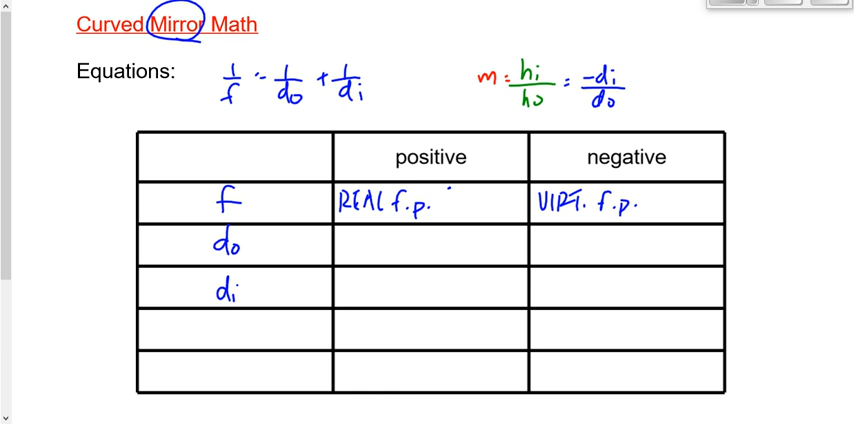 Curved Mirror Math
Equations: 1/f = 1/do + 1/di m = hi/ho = -di/do
positive negative
f REAL f.p. VIRT. f.p.
do
di